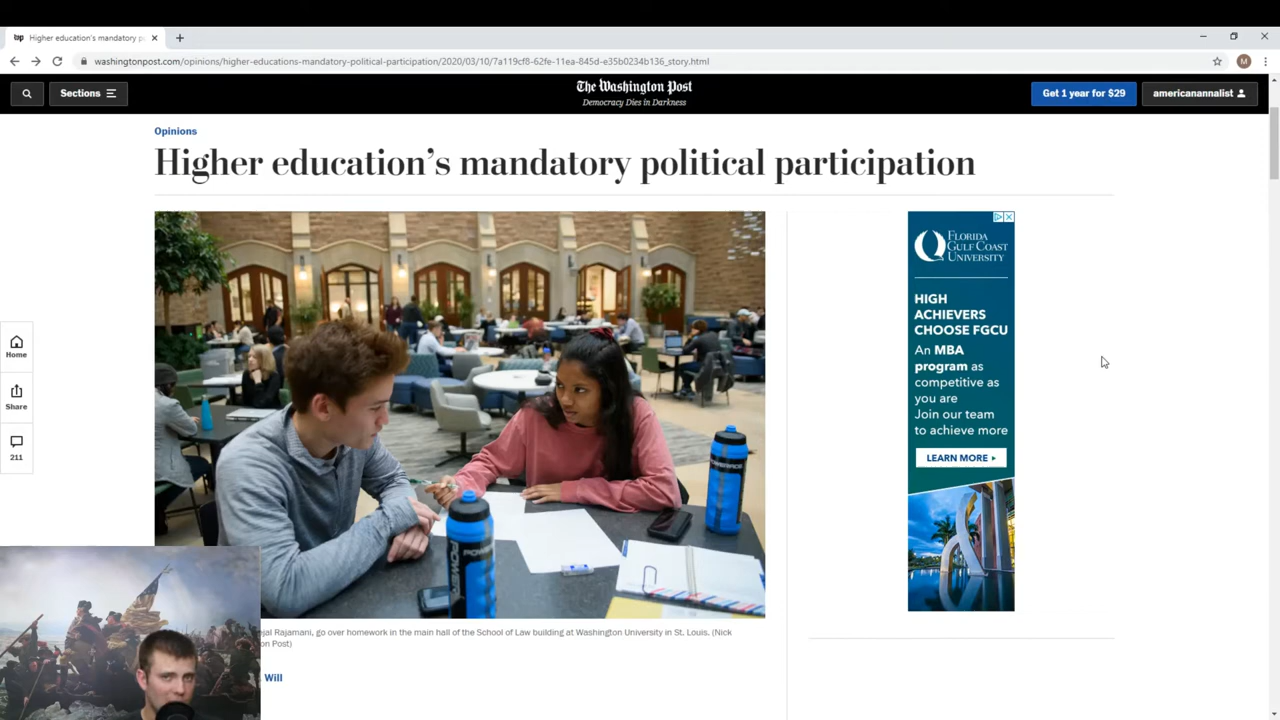 Higher education's mandatory p
washingtonpost.com/opinions/higher-educations-mandatory-political-participation/2020/03/10/7a119cf8-62fe-11ea-845d-e35b0234b136_story.html
M
Sections
The Washington Post
Democracy Dies in Darkness
Get 1 year for $29
americanannalist
Opinions
Higher education's mandatory political participation
Home
Share
211
FLORIDA
GULF COAST
UNIVERSITY
HIGH
ACHIEVERS
CHOOSE FGCU
An MBA
program as
competitive as
you are
Join our team
to achieve more
LEARN MORE
POWERADE
POWERA
ejal Rajamani, go over homework in the main hall of the School of Law building at Washington University in St. Louis. (Nick
on Post)
Will